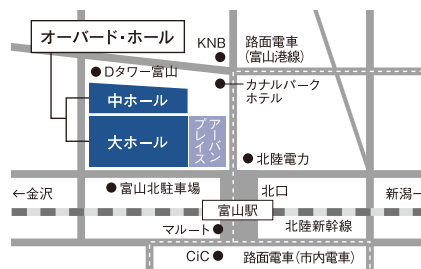 オーバード・ホール
KNB
路面電車
(富山港線)
Dタワー富山
カナルパーク
ホテル
中ホール
大ホール
アーバン
プレイス
北陸電力
←金沢
富山北駐車場
北口
新潟→
富山駅
北陸新幹線
マルート
CiC
路面電車(市内電車)